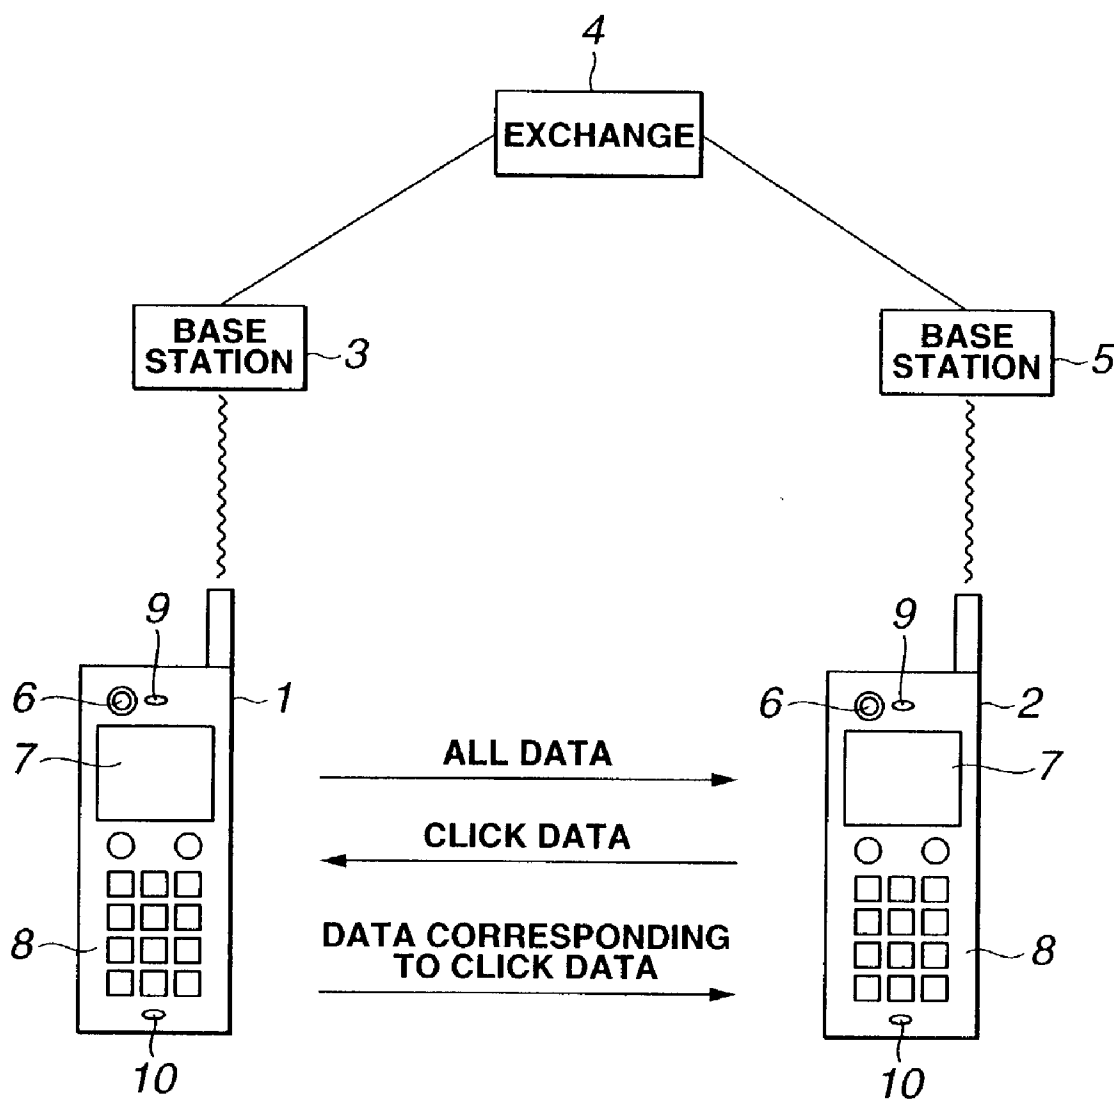 4
EXCHANGE
BASE
STATION
3
BASE
STATION
5
9
6
1
7
8
10
ALL DATA
CLICK DATA
DATA CORRESPONDING
TO CLICK DATA
9
6
2
7
8
10